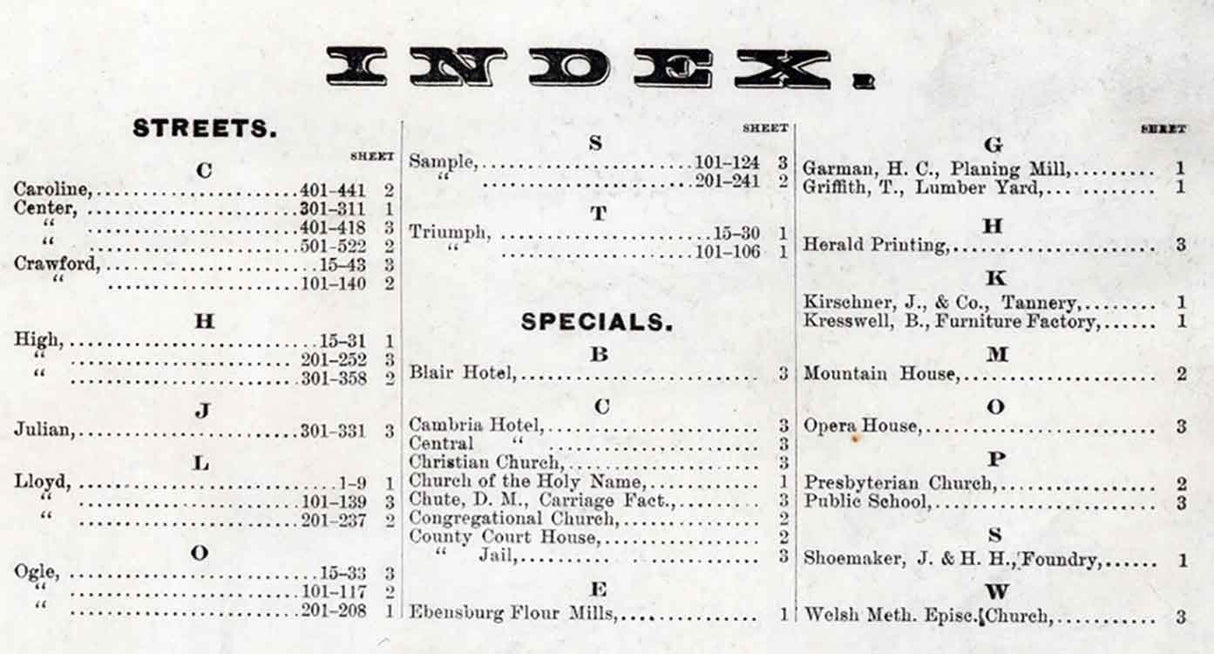 INDEX.
STREETS.
SHEET
C
Caroline, ........ 401-441 2
Center, ........ 301-311 1
" ........ 401-418 3
" ........ 501-522 2
Crawford, ........ 15-43 3
" ........ 101-140 2
H
High, ........ 15-31 1
" ........ 201-252 3
" ........ 301-358 2
J
Julian, ........ 301-331 3
L
Lloyd, ........ 1-9 1
" ........ 101-139 3
" ........ 201-237 2
O
Ogle, ........ 15-33 3
" ........ 101-117 2
" ........ 201-208 1
SHEET
S
Sample, ........ 101-124 3
" ........ 201-241 2
T
Triumph, ........ 15-30 1
" ........ 101-106 1
SPECIALS.
B
Blair Hotel, ........ 3
C
Cambria Hotel, ........ 3
Central " ........ 3
Christian Church, ........ 3
Church of the Holy Name, ........ 1
Chute, D. M., Carriage Fact., ........ 3
Congregational Church, ........ 2
County Court House, ........ 2
" Jail, ........ 3
E
Ebensburg Flour Mills, ........ 1
SHEET
G
Garman, H. C., Planing Mill, ........ 1
Griffith, T., Lumber Yard, ........ 1
H
Herald Printing, ........ 3
K
Kirschner, J., & Co., Tannery, ........ 1
Kresswell, B., Furniture Factory, ...... 1
M
Mountain House, ........ 2
O
Opera House, ........ 3
P
Presbyterian Church, ........ 2
Public School, ........ 3
S
Shoemaker, J. & H. H., Foundry, ...... 1
W
Welsh Meth. Episc. Church, ........ 3